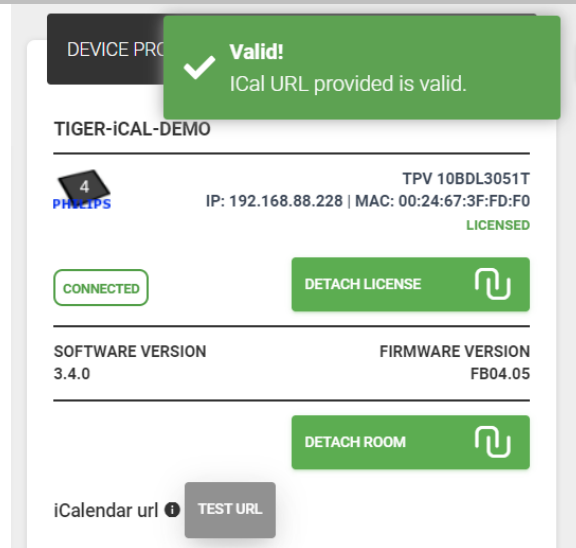 DEVICE PRO
Valid!
ICal URL provided is valid.
TIGER-iCAL-DEMO
4
PHILIPS
TPV 10BDL3051T
IP: 192.168.88.228 | MAC: 00:24:67:3F:FD:F0
LICENSED
CONNECTED
DETACH LICENSE
SOFTWARE VERSION
3.4.0
FIRMWARE VERSION
FB04.05
DETACH ROOM
iCalendar url
TEST URL